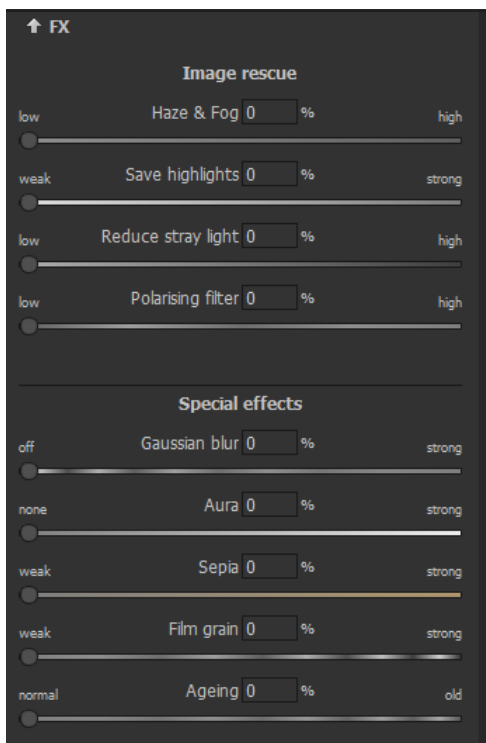 FX
Image rescue
Haze & Fog 0 %
low high
Save highlights 0 %
weak strong
Reduce stray light 0 %
low high
Polarising filter 0 %
low high
Special effects
Gaussian blur 0 %
off strong
Aura 0 %
none strong
Sepia 0 %
weak strong
Film grain 0 %
weak strong
Ageing 0 %
normal old